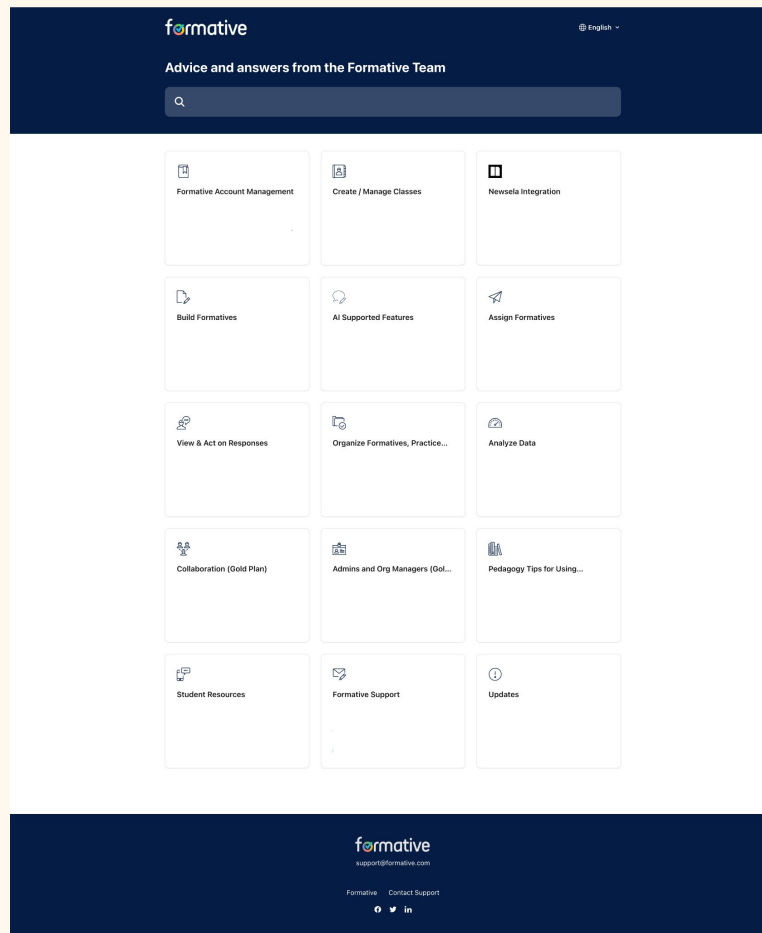 formative
English
Advice and answers from the Formative Team
Formative Account Management
Create / Manage Classes
Newsela Integration
Build Formatives
AI Supported Features
Assign Formatives
View & Act on Responses
Organize Formatives, Practice...
Analyze Data
Collaboration (Gold Plan)
Admins and Org Managers (Gol...
Pedagogy Tips for Using...
Student Resources
Formative Support
Updates
formative
support@formative.com
Formative Contact Support